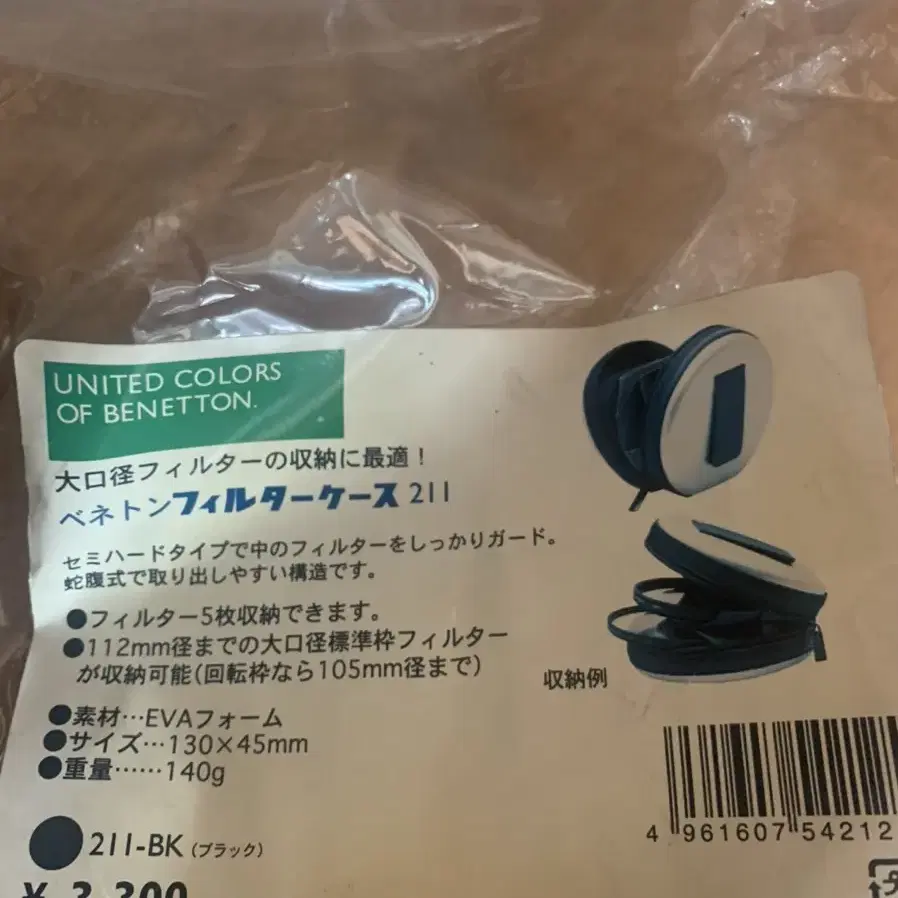 UNITED COLORS
OF BENETTON.
大口径フィルターの収納に最適！
ベネトンフィルターケース 211
セミハードタイプで中のフィルターをしっかりガード。
蛇腹式で取り出しやすい構造です。
●フィルター5枚収納できます。
●112mm径までの大口径標準枠フィルター
が収納可能(回転枠なら105mm径まで)
収納例
●素材…EVAフォーム
●サイズ…130×45mm
●重量……140g
211-BK (ブラック)
4 961607 54212
¥ 3,300